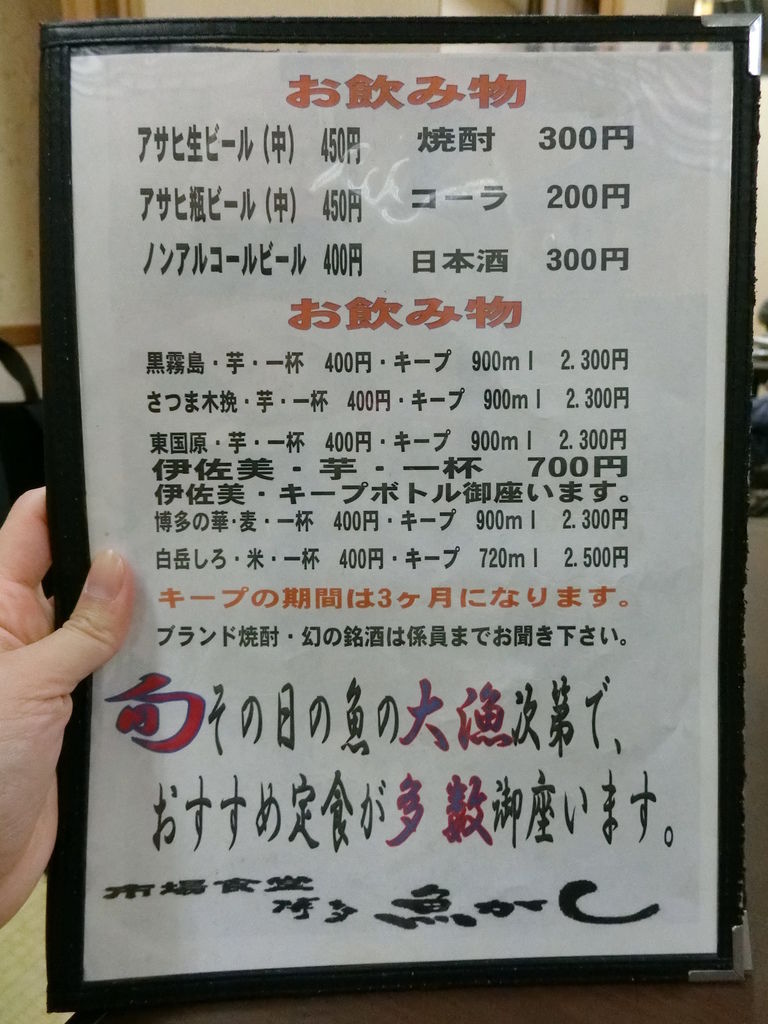 お飲み物
アサヒ生ビール（中） 450円 焼酎 300円
アサヒ瓶ビール（中） 450円 コーラ 200円
ノンアルコールビール 400円 日本酒 300円
お飲み物
黒霧島・芋・一杯 400円・キープ 900ml 2.300円
さつま木挽・芋・一杯 400円・キープ 900ml 2.300円
東国原・芋・一杯 400円・キープ 900ml 2.300円
伊佐美・芋・一杯 700円
伊佐美・キープボトル御座います。
博多の華・麦・一杯 400円・キープ 900ml 2.300円
白岳しろ・米・一杯 400円・キープ 720ml 2.500円
キープの期間は3ヶ月になります。
ブランド焼酎・幻の銘酒は係員までお聞き下さい。
旬その日の魚の大漁次第で、
おすすめ定食が多数御座います。
市場食堂
博多 魚がし